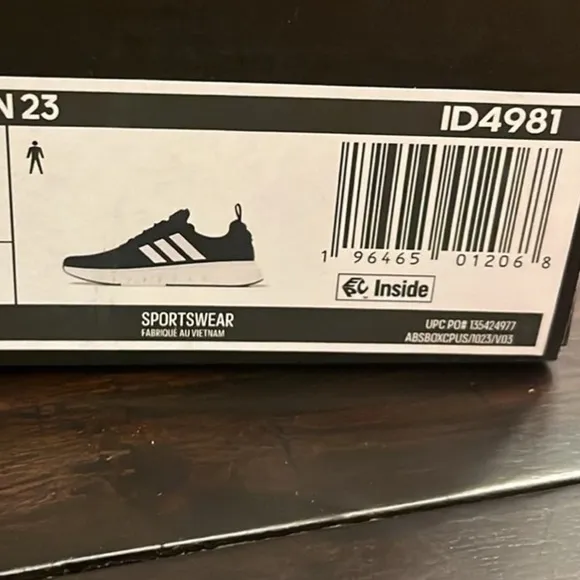 N 23
ID4981
1 96465 01206 8
Inside
SPORTSWEAR
FABRIQUÉ AU VIETNAM
UPC PO# 135424977
ABSBOXCPUS/1023/V03